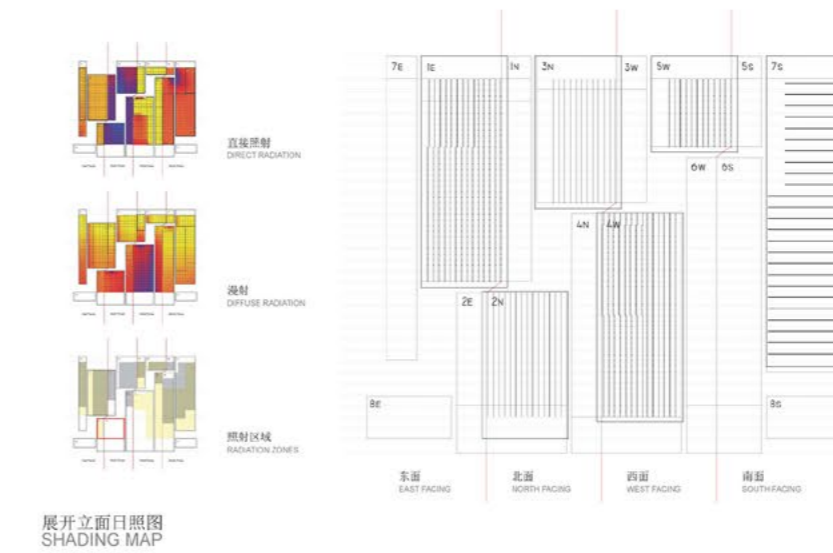 7E
1E
1N
3N
3W
5W
5S
7S
6W
6S
4N
4W
2E
2N
8E
8S
直接照射
DIRECT RADIATION
漫射
DIFFUSE RADIATION
照射区域
RADIATION ZONES
东面
EAST FACING
北面
NORTH FACING
西面
WEST FACING
南面
SOUTH FACING
展开立面日照图
SHADING MAP